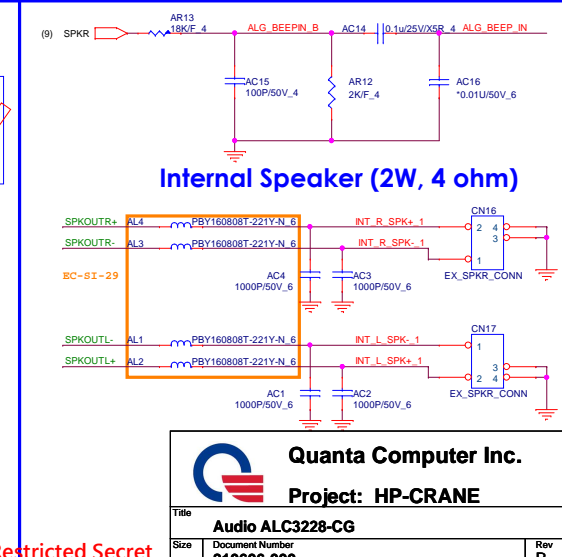 (9) SPKR
AR13
18K/F_4
ALG_BEEPIN_B
AC14
0.1u/25V/X5R_4
ALG_BEEP_IN
AC15
100P/50V_4
AR12
2K/F_4
AC16
*0.01U/50V_6
Internal Speaker (2W, 4 ohm)
CN16
SPKOUTR+
AL4
PBY160808T-221Y-N_6
INT_R_SPK+_1
2 4
3
SPKOUTR-
AL3
PBY160808T-221Y-N_6
INT_R_SPK-_1
1
EX_SPKR_CONN
EC-SI-29
AC4
1000P/50V_6
AC3
1000P/50V_6
CN17
SPKOUTL-
AL1
PBY160808T-221Y-N_6
INT_L_SPK-_1
1
SPKOUTL+
AL2
PBY160808T-221Y-N_6
INT_L_SPK+_1
3
2 4
EX_SPKR_CONN
AC1
1000P/50V_6
AC2
1000P/50V_6
Quanta Computer Inc.
Project: HP-CRANE
Title
Audio ALC3228-CG
Size
Document Number
Rev
Secret